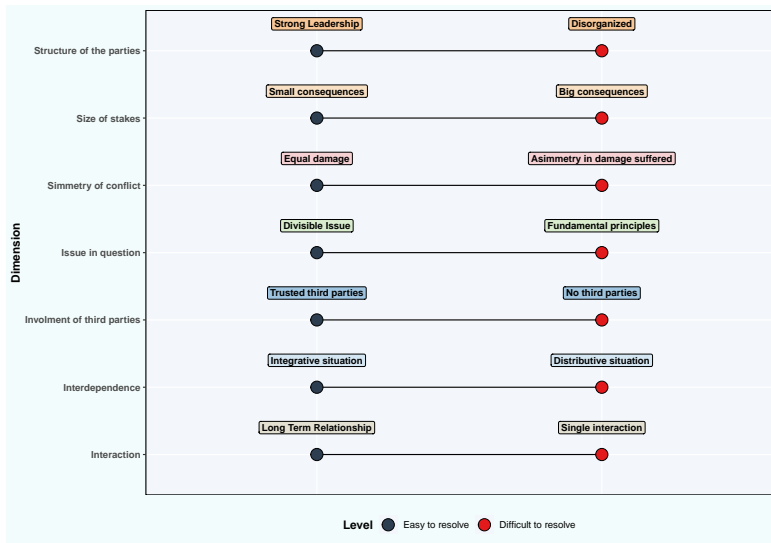 Strong Leadership Disorganized
Structure of the parties
Small consequences Big consequences
Size of stakes
Equal damage Asimmetry in damage suffered
Simmetry of conflict
Divisible Issue Fundamental principles
Issue in question
Trusted third parties No third parties
Involment of third parties
Integrative situation Distributive situation
Interdependence
Long Term Relationship Single interaction
Interaction
Dimension
Level Easy to resolve Difficult to resolve